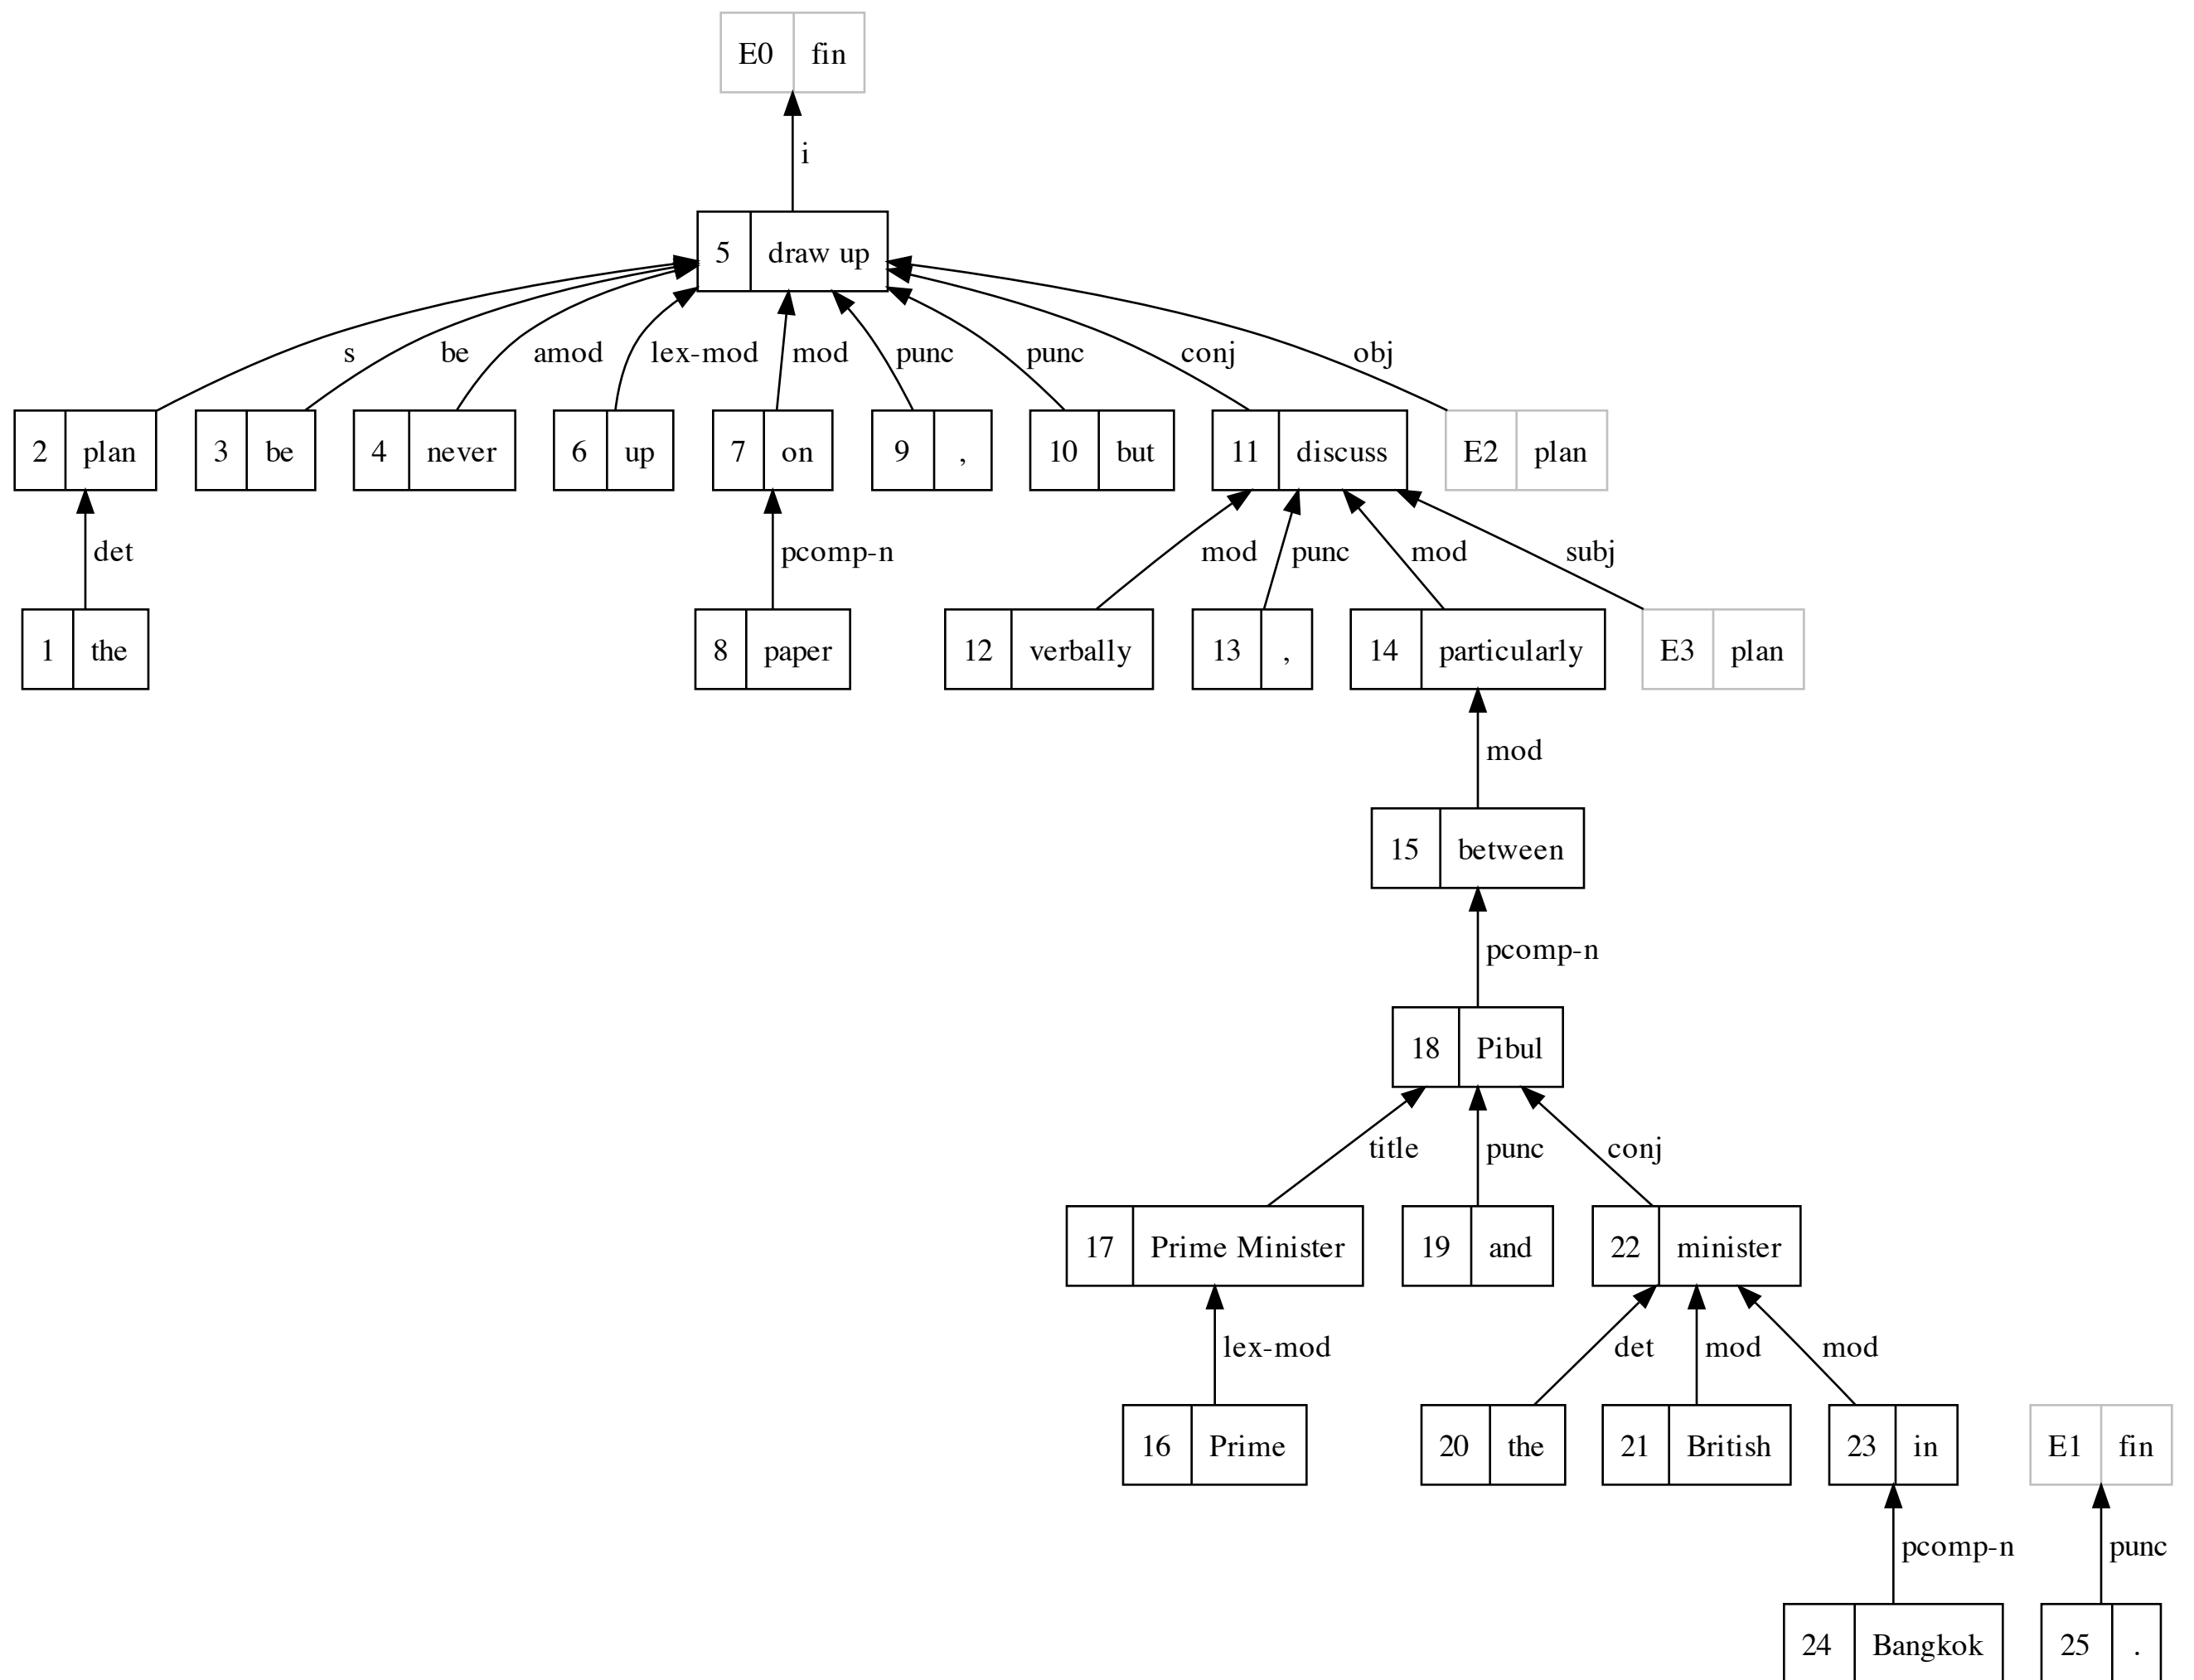 E0 fin
i
5 draw up
s be amod lex-mod mod punc punc conj obj
2 plan 3 be 4 never 6 up 7 on 9 , 10 but 11 discuss E2 plan
det pcomp-n mod punc mod subj
1 the 8 paper 12 verbally 13 , 14 particularly E3 plan
mod
15 between
pcomp-n
18 Pibul
title punc conj
17 Prime Minister 19 and 22 minister
lex-mod det mod mod
16 Prime 20 the 21 British 23 in E1 fin
pcomp-n punc
24 Bangkok 25 .